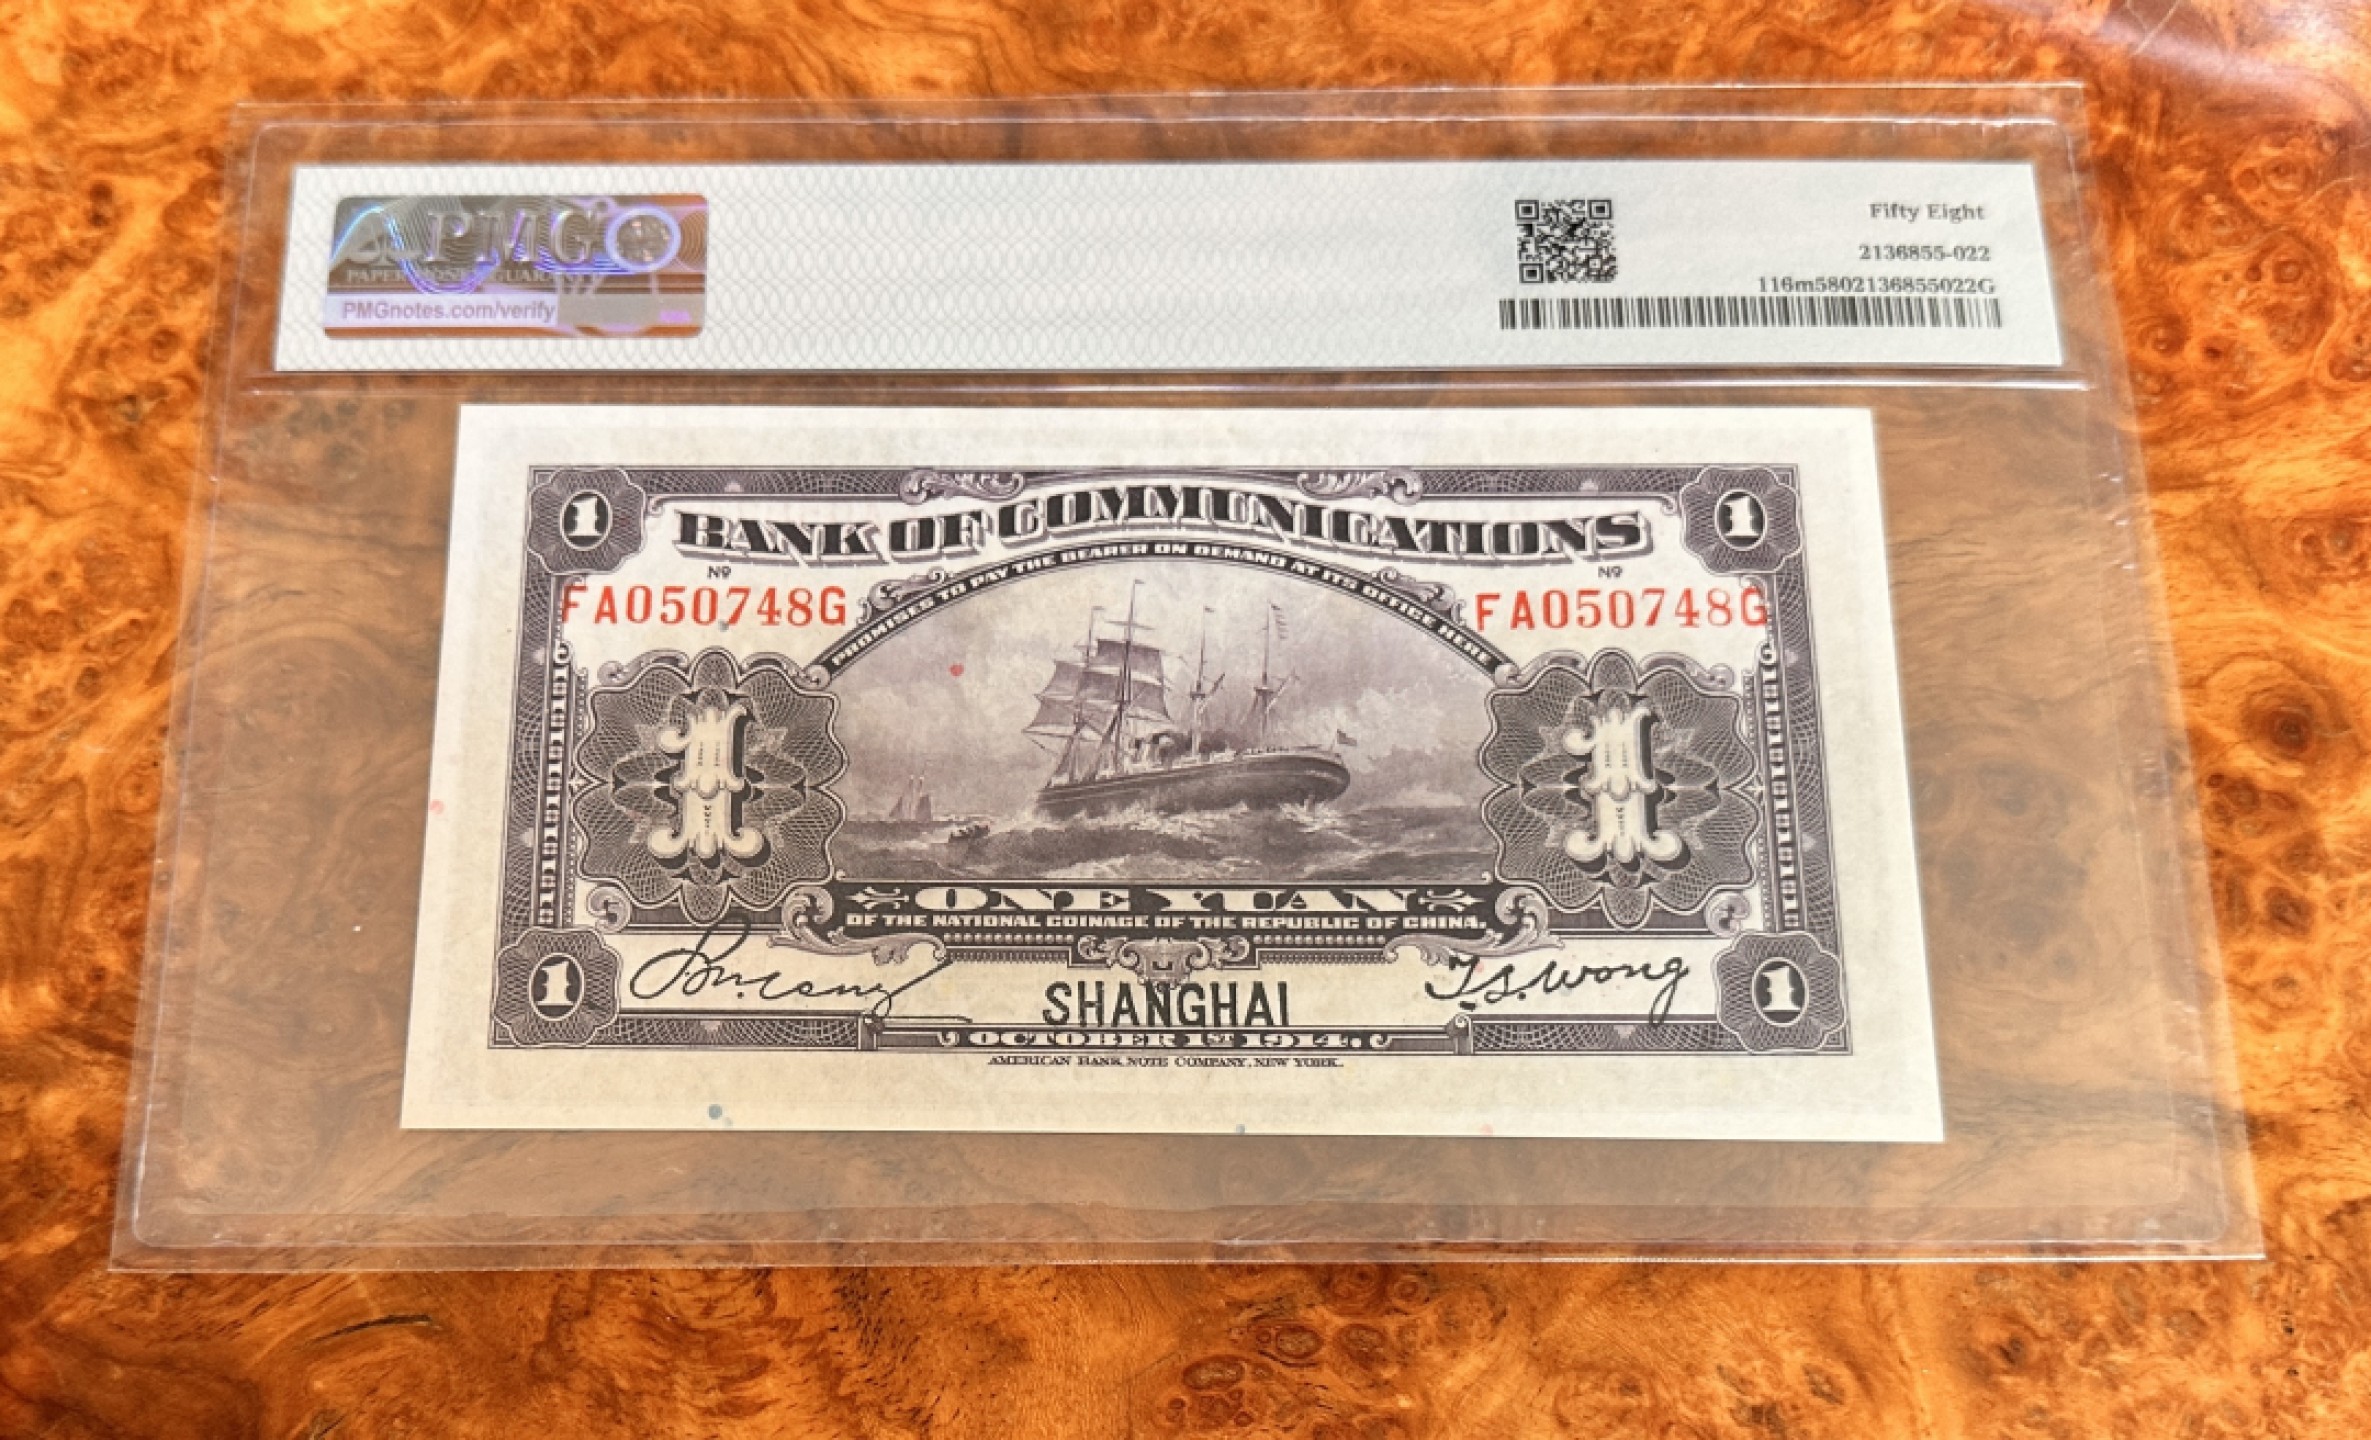 PMG
PAPER MONEY GUARANTY
PMGnotes.com/verify
Fifty Eight
2136855-022
116m5802136855022G
1 1
BANK OF COMMUNICATIONS
PROMISES TO PAY THE BEARER ON DEMAND AT ITS OFFICE HERE
Nº Nº
FA050748G FA050748G
1 1
ONE YUAN
OF THE NATIONAL COINAGE OF THE REPUBLIC OF CHINA.
T.S. Wong
1 SHANGHAI 1
OCTOBER 1ST 1914.
AMERICAN BANK NOTE COMPANY, NEW YORK.